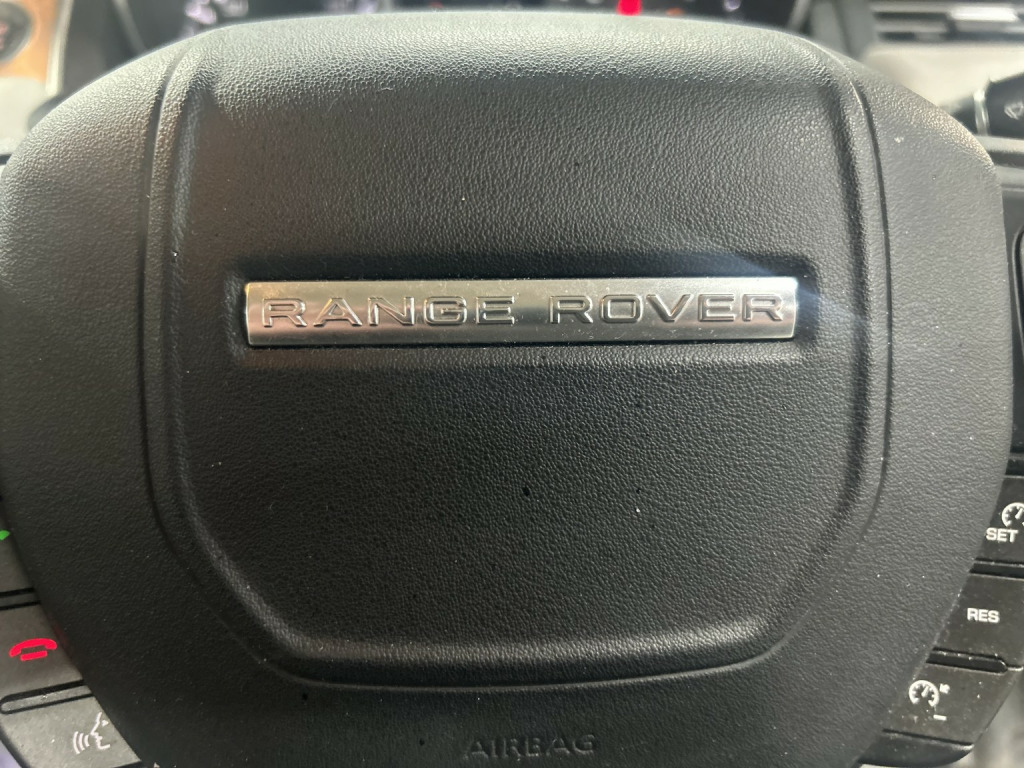 RANGE ROVER
SET
RES
AIRBAG